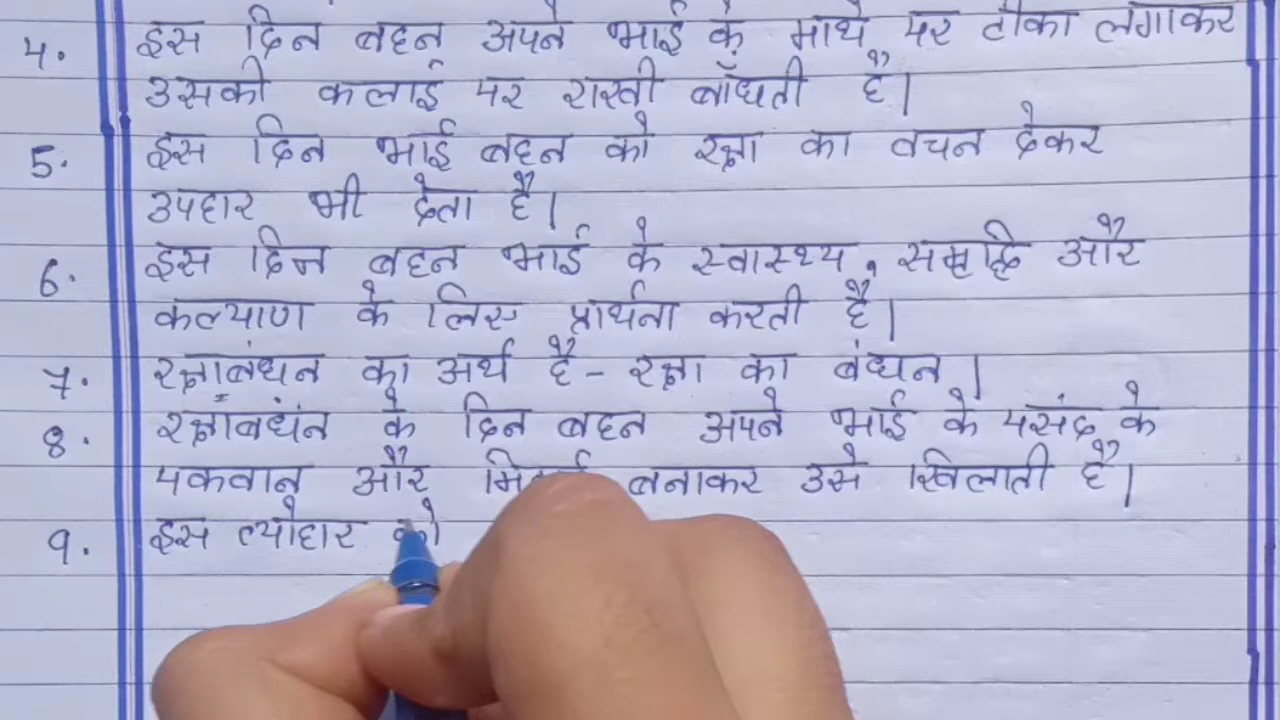 4. इस दिन बहन अपने भाई के माथे पर टीका लगाकर
उसकी कलाई पर राखी बाँधती है।
5. इस दिन भाई बहन को रक्षा का वचन देकर
उपहार भी देता है।
6. इस दिन बहन भाई के स्वास्थ्य, समृद्धि और
कल्याण के लिए प्रार्थना करती है।
7. रक्षाबंधन का अर्थ है - रक्षा का बंधन।
8. रक्षाबधंन के दिन बहन अपने भाई के पसंद के
पकवान और बनाकर उसे खिलाती है।
9. इस त्योहार को